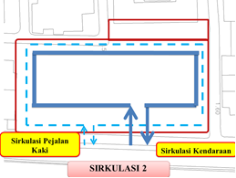 Sirkulasi Pejalan
Kaki
Sirkulasi Kendaraan
SIRKULASI 2